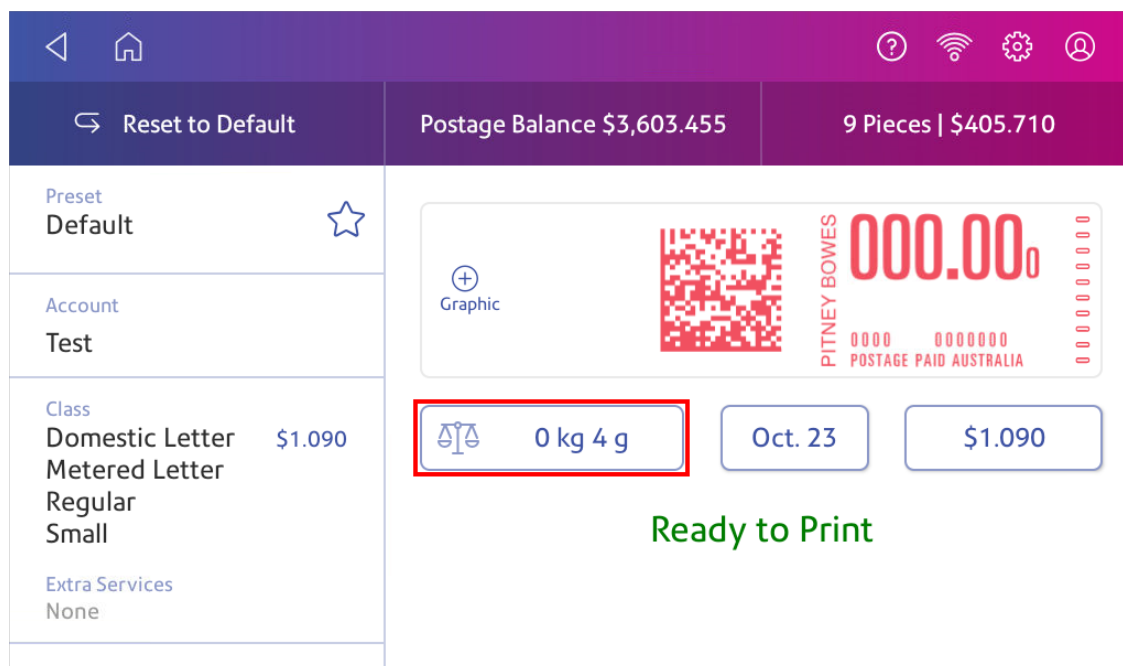 Reset to Default
Postage Balance $3,603.455
9 Pieces | $405.710
Preset
Default
Account
Test
Class
Domestic Letter $1.090
Metered Letter
Regular
Small
Extra Services
None
Graphic
PITNEY BOWES
000.000
0000 0000000
POSTAGE PAID AUSTRALIA
00000000000
0 kg 4 g
Oct. 23
$1.090
Ready to Print